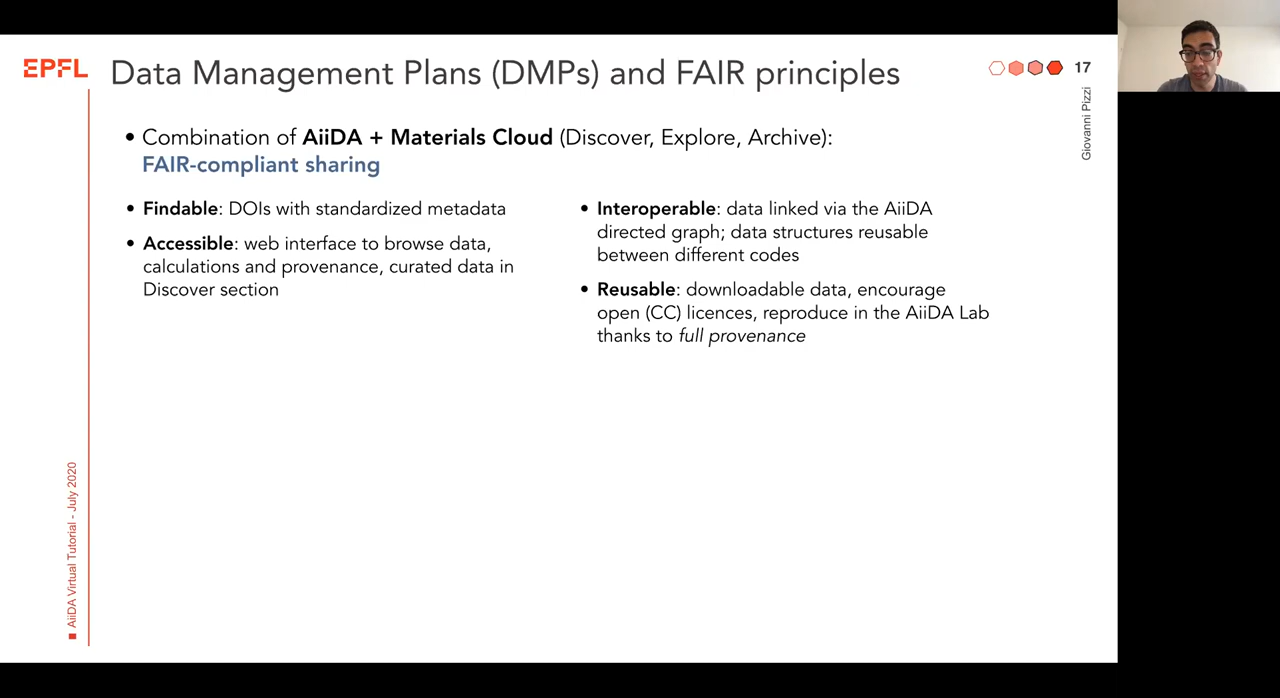 EPFL
Data Management Plans (DMPs) and FAIR principles
17
Giovanni Pizzi
• Combination of AiiDA + Materials Cloud (Discover, Explore, Archive):
FAIR-compliant sharing
• Findable: DOIs with standardized metadata
• Accessible: web interface to browse data,
calculations and provenance, curated data in
Discover section
• Interoperable: data linked via the AiiDA
directed graph; data structures reusable
between different codes
• Reusable: downloadable data, encourage
open (CC) licences, reproduce in the AiiDA Lab
thanks to full provenance
■ AiiDA Virtual Tutorial - July 2020